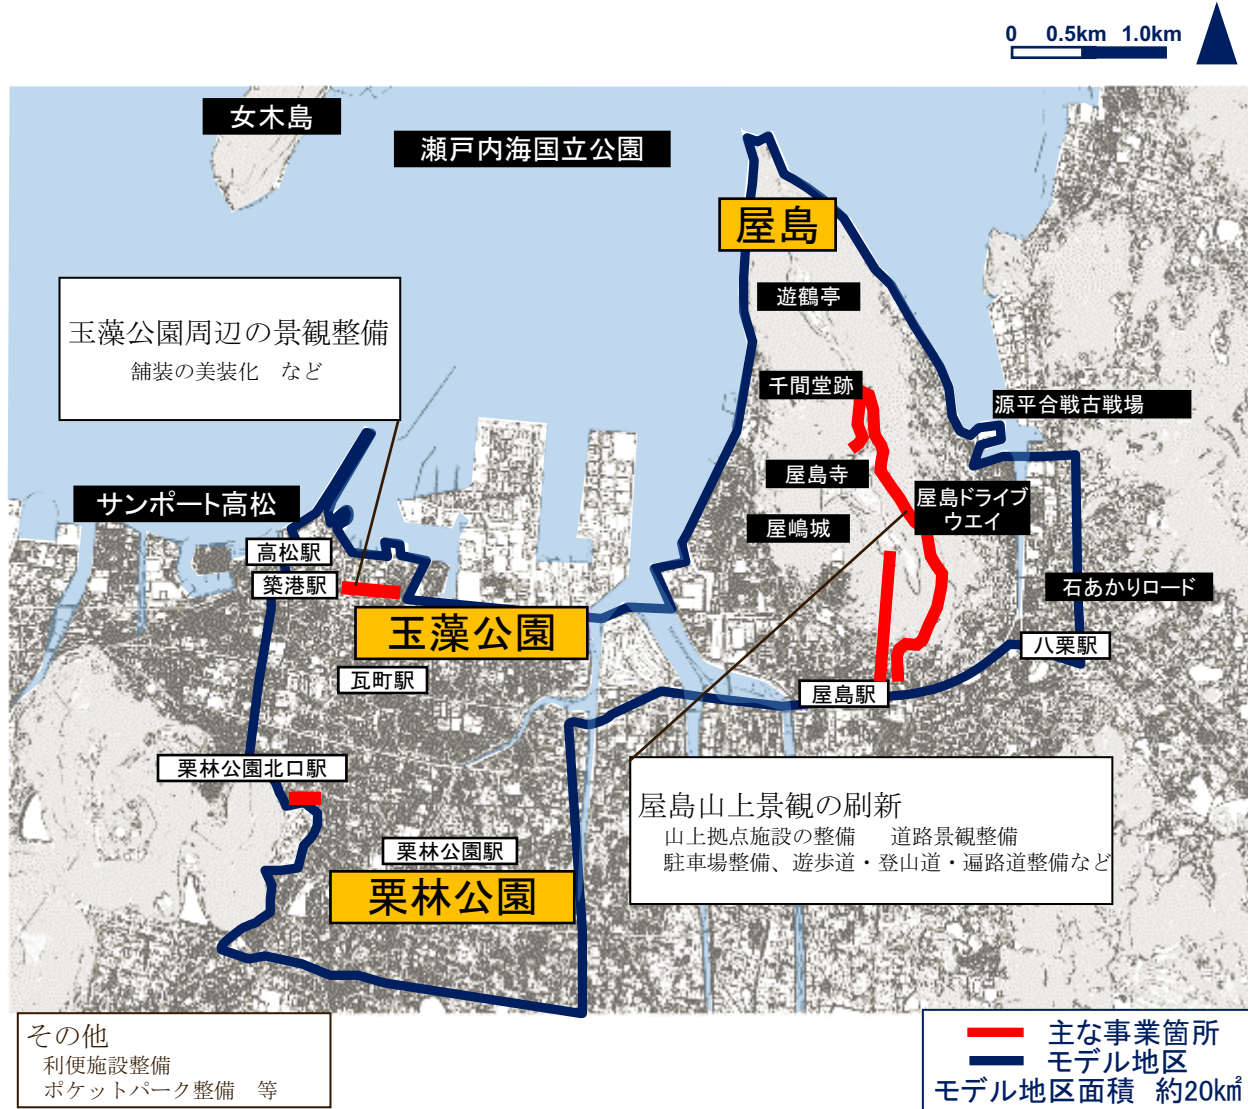 0 0.5km 1.0km
女木島
瀬戸内海国立公園
屋島
遊鶴亭
玉藻公園周辺の景観整備
舗装の美装化 など
千間堂跡
源平合戦古戦場
屋島寺
サンポート高松
屋島ドライブ
ウエイ
屋嶋城
高松駅
築港駅
石あかりロード
玉藻公園
八栗駅
瓦町駅
屋島駅
栗林公園北口駅
屋島山上景観の刷新
山上拠点施設の整備 道路景観整備
駐車場整備、遊歩道・登山道・遍路道整備など
栗林公園駅
栗林公園
その他
利便施設整備
ポケットパーク整備 等
主な事業箇所
モデル地区
モデル地区面積 約20k㎡